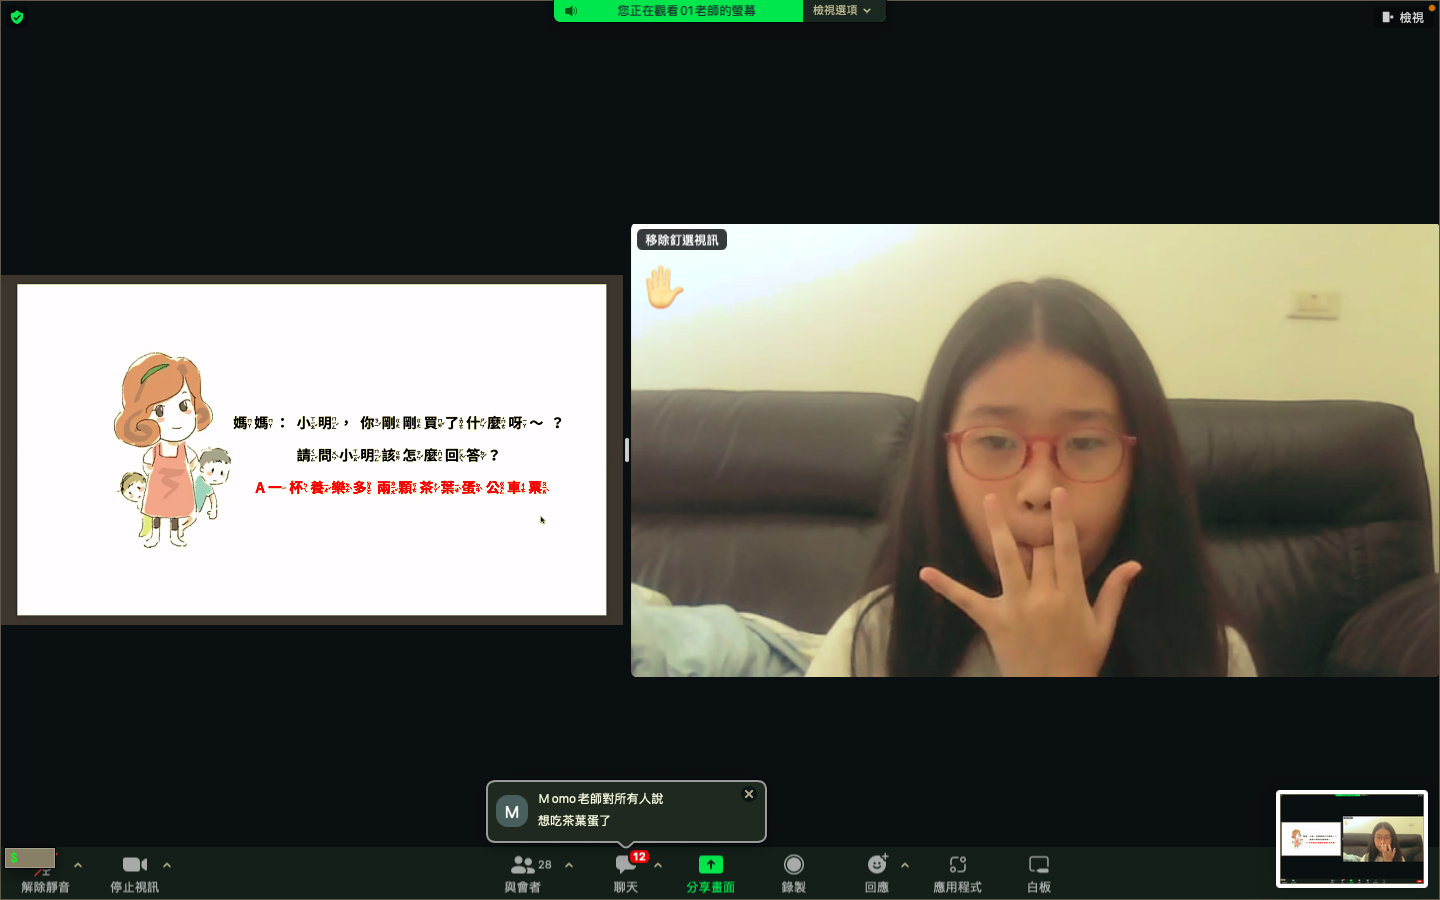 您正在觀看01老師的螢幕
檢視選項
檢視
移除釘選視訊
媽媽： 小明， 你剛剛買了什麼呀～ ？
請問小明該怎麼回答？
A一杯養樂多 兩顆茶葉蛋 公車票
M
Momo老師對所有人說
想吃茶葉蛋了
S
28
12
解除靜音
停止視訊
與會者
聊天
分享畫面
錄製
回應
應用程式
白板